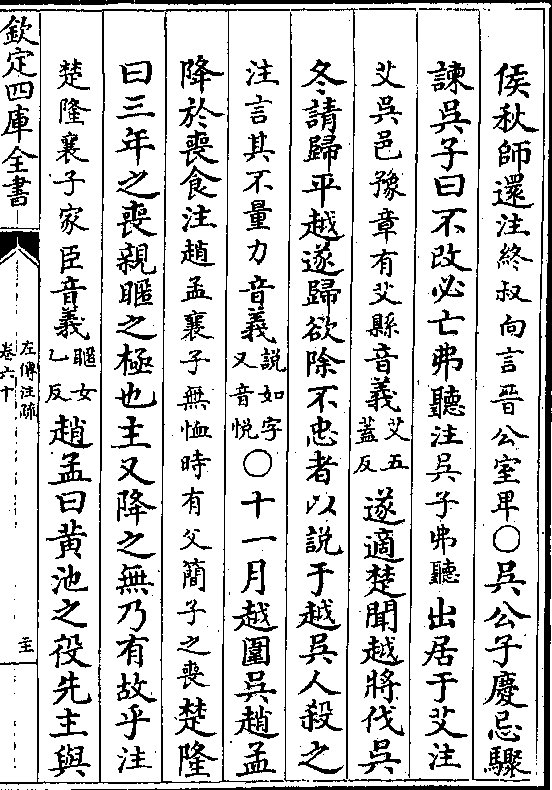 侯秋師還注終叔向言晉公室卑○吳公子慶忌驟
諫吳子曰不改必亡弗聽注吳子弗聽出居于艾注
艾吳邑豫章有艾縣音義艾五蓋反遂適楚聞越將伐吳
冬請歸平越遂歸欲除不忠者以説于越吳人殺之
注言其不量力音義説如字又音悦○十一月越圍吳趙孟
降於喪食注趙孟襄子無恤時有父簡子之喪楚隆
曰三年之喪親暱之極也主又降之無乃有故乎注
楚隆襄子家臣音義暱女乙反趙孟曰黄池之役先主與
欽定四庫全書
左傳注疏
卷六十